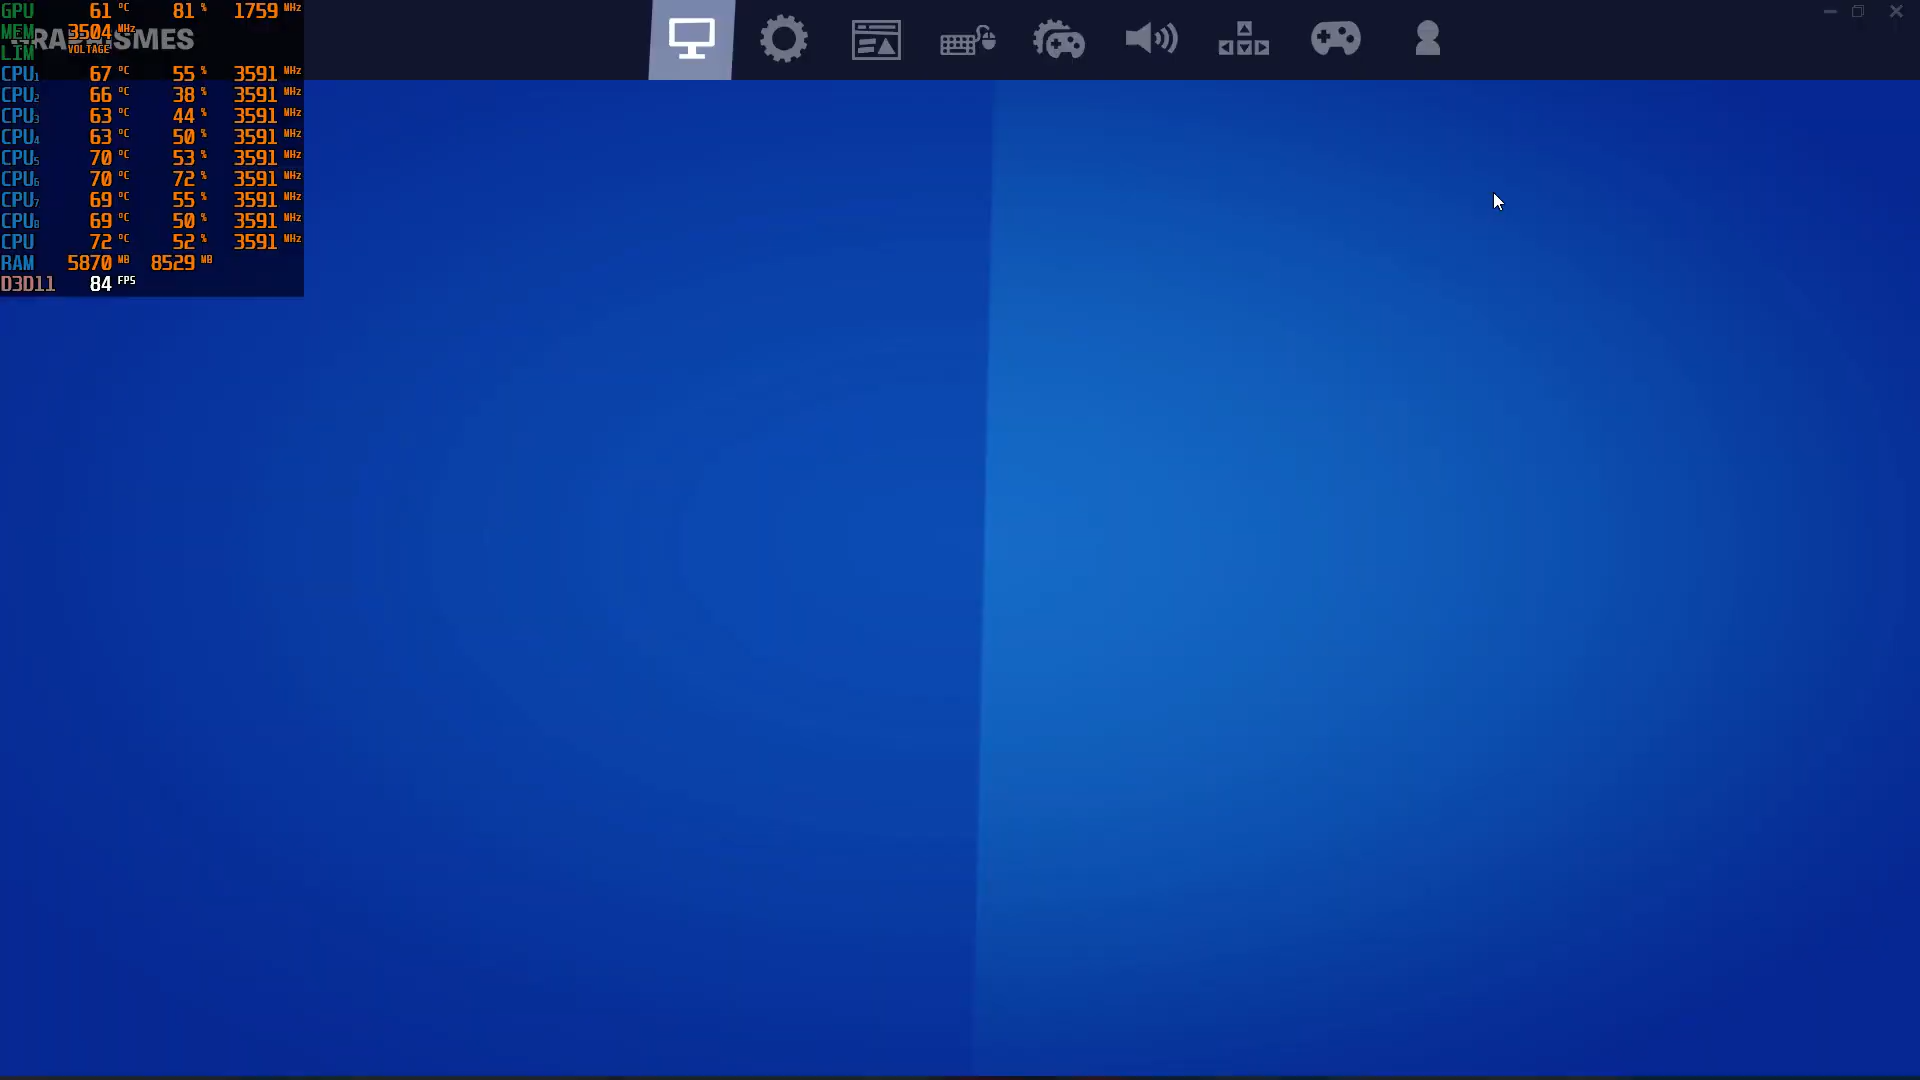 GPU 61 °C 81 % 1759 MHz
MEM 3504 MHz
GRAPHISMES
LIM VOLTAGE
CPU1 67 °C 55 % 3591 MHz
CPU2 66 °C 38 % 3591 MHz
CPU3 63 °C 44 % 3591 MHz
CPU4 63 °C 50 % 3591 MHz
CPU5 70 °C 53 % 3591 MHz
CPU6 70 °C 72 % 3591 MHz
CPU7 69 °C 55 % 3591 MHz
CPU8 69 °C 50 % 3591 MHz
CPU 72 °C 52 % 3591 MHz
RAM 5870 MB 8529 MB
D3D11 84 FPS